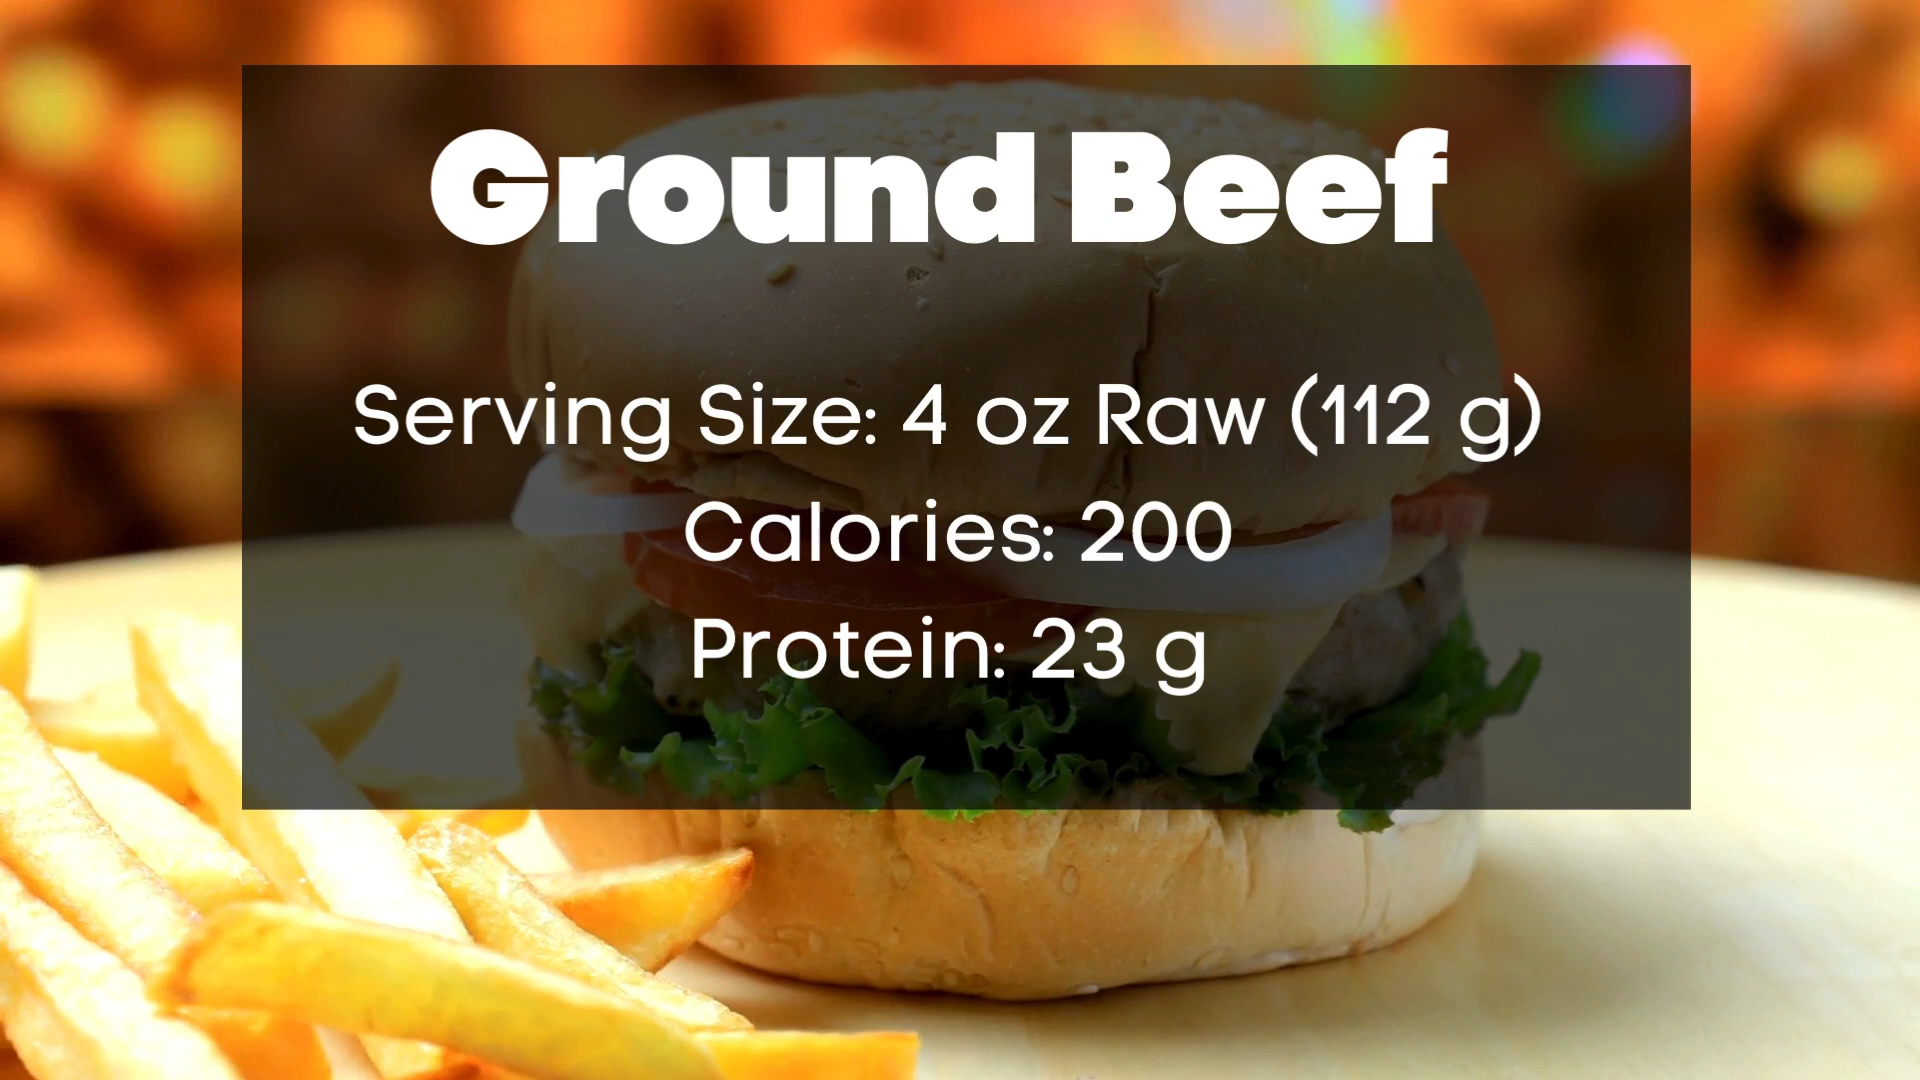 Ground Beef
Serving Size: 4 oz Raw (112 g)
Calories: 200
Protein: 23 g